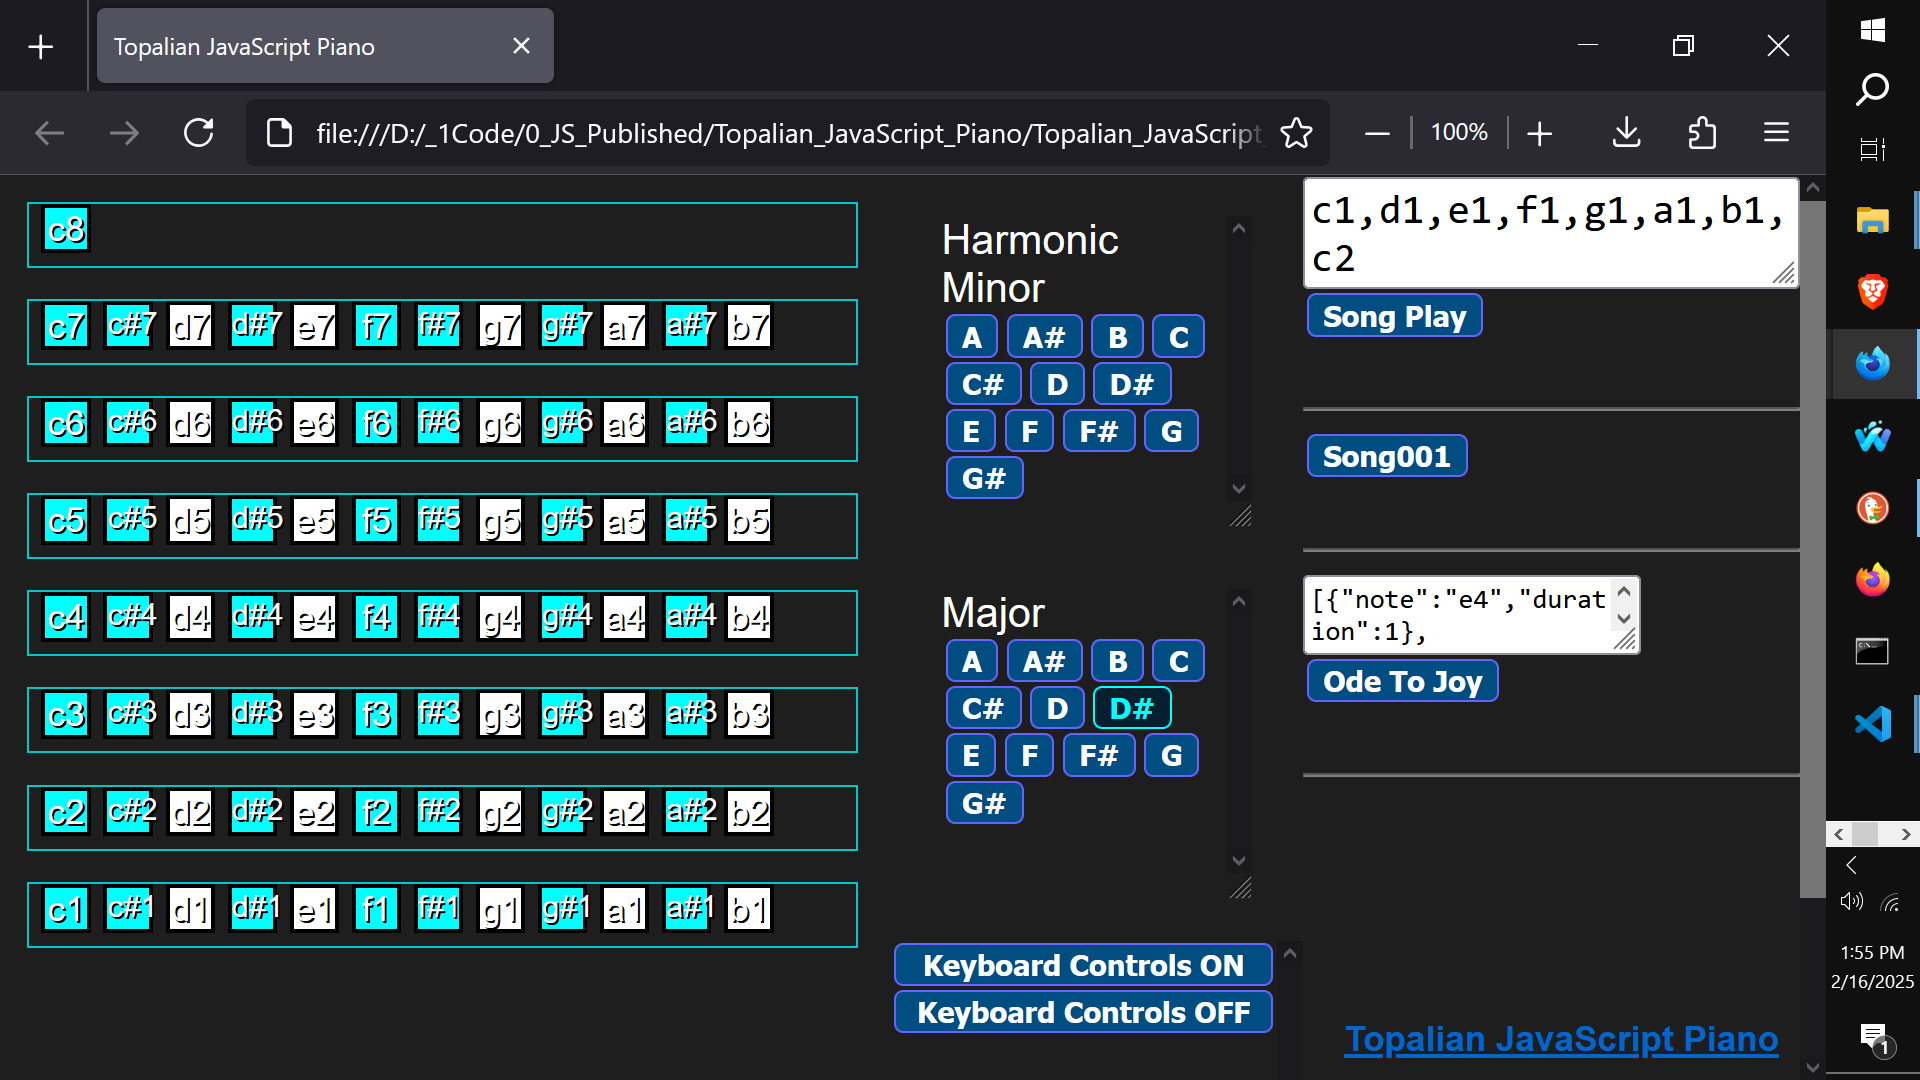 Topalian JavaScript Piano
file:///D:/_1Code/0_JS_Published/Topalian_JavaScript_Piano/Topalian_JavaScript_
100%
c8
c7 c#7 d7 d#7 e7 f7 f#7 g7 g#7 a7 a#7 b7
c6 c#6 d6 d#6 e6 f6 f#6 g6 g#6 a6 a#6 b6
c5 c#5 d5 d#5 e5 f5 f#5 g5 g#5 a5 a#5 b5
c4 c#4 d4 d#4 e4 f4 f#4 g4 g#4 a4 a#4 b4
c3 c#3 d3 d#3 e3 f3 f#3 g3 g#3 a3 a#3 b3
c2 c#2 d2 d#2 e2 f2 f#2 g2 g#2 a2 a#2 b2
c1 c#1 d1 d#1 e1 f1 f#1 g1 g#1 a1 a#1 b1
Harmonic
Minor
A A# B C
C# D D#
E F F# G
G#
Major
A A# B C
C# D D#
E F F# G
G#
Keyboard Controls ON
Keyboard Controls OFF
c1,d1,e1,f1,g1,a1,b1,
c2
Song Play
Song001
[{"note":"e4","durat
ion":1},
Ode To Joy
Topalian JavaScript Piano
1:55 PM
2/16/2025
1